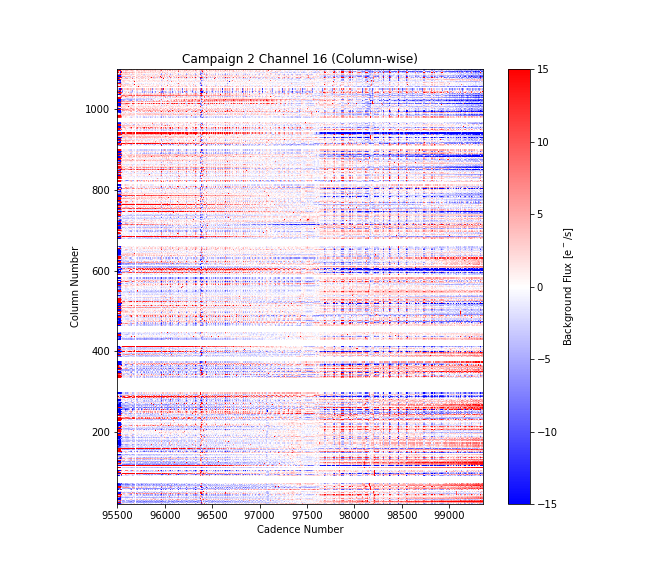 Campaign 2 Channel 16 (Column-wise)
1000
800
600
400
200
Column Number
95500 96000 96500 97000 97500 98000 98500 99000
Cadence Number
15
10
5
0
−5
−10
−15
Background Flux [e⁻/s]